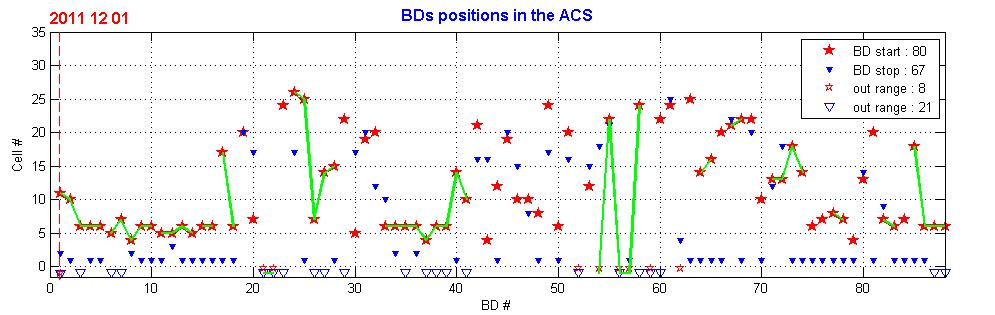 2011 12 01
BDs positions in the ACS
35
30
25
20
15
10
5
0
Cell #
BD start : 80
BD stop : 67
out range : 8
out range : 21
0 10 20 30 40 50 60 70 80
BD #